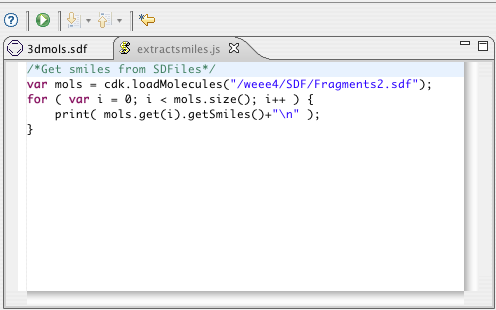 3dmols.sdf
extractsmiles.js
/*Get smiles from SDFiles*/
var mols = cdk.loadMolecules("/weee4/SDF/Fragments2.sdf");
for ( var i = 0; i < mols.size(); i++ ) {
    print( mols.get(i).getSmiles()+"\n" );
}